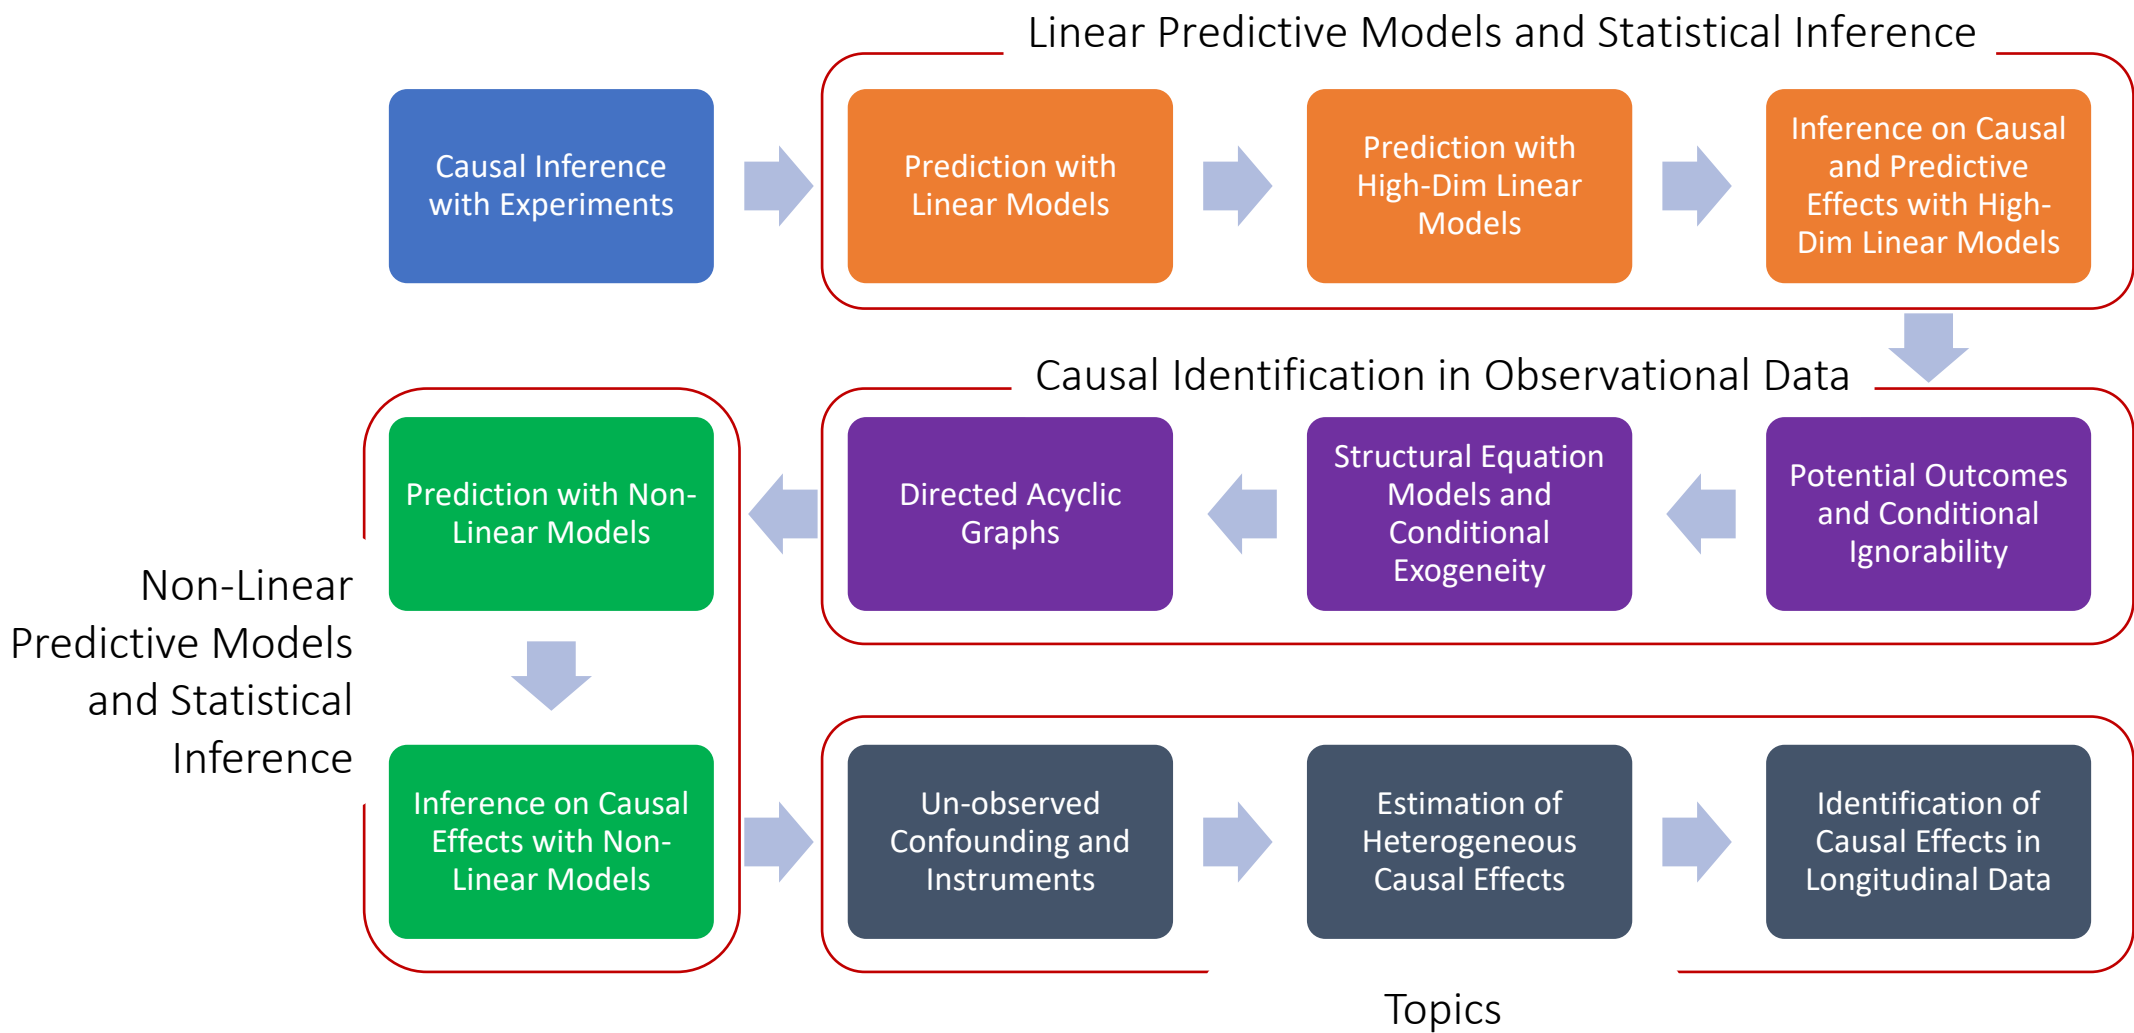 Linear Predictive Models and Statistical Inference
Causal Inference
with Experiments
Prediction with
Linear Models
Prediction with
High-Dim Linear
Models
Inference on Causal
and Predictive
Effects with High-
Dim Linear Models
Causal Identification in Observational Data
Potential Outcomes
and Conditional
Ignorability
Structural Equation
Models and
Conditional
Exogeneity
Directed Acyclic
Graphs
Non-Linear
Predictive Models
and Statistical
Inference
Prediction with Non-
Linear Models
Inference on Causal
Effects with Non-
Linear Models
Un-observed
Confounding and
Instruments
Estimation of
Heterogeneous
Causal Effects
Identification of
Causal Effects in
Longitudinal Data
Topics